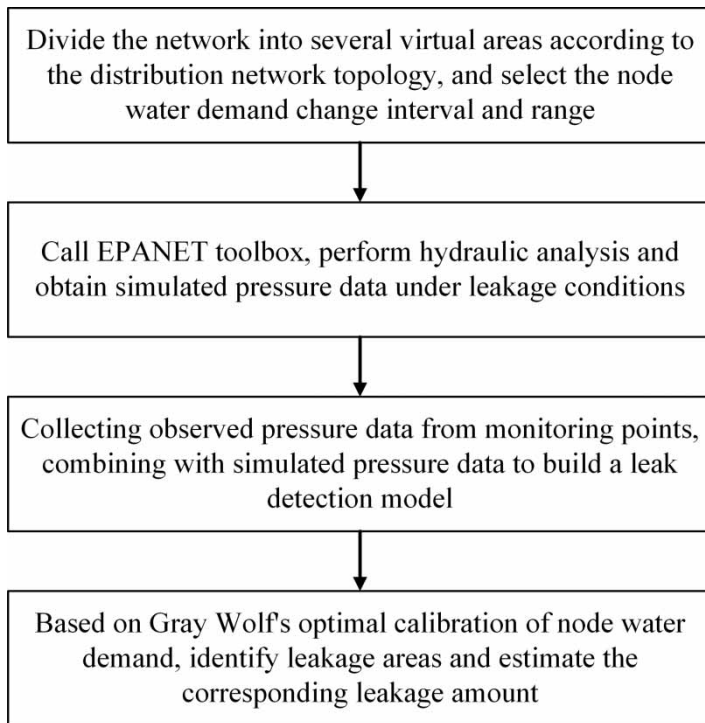 Divide the network into several virtual areas according to
the distribution network topology, and select the node
water demand change interval and range
Call EPANET toolbox, perform hydraulic analysis and
obtain simulated pressure data under leakage conditions
Collecting observed pressure data from monitoring points,
combining with simulated pressure data to build a leak
detection model
Based on Gray Wolf's optimal calibration of node water
demand, identify leakage areas and estimate the
corresponding leakage amount